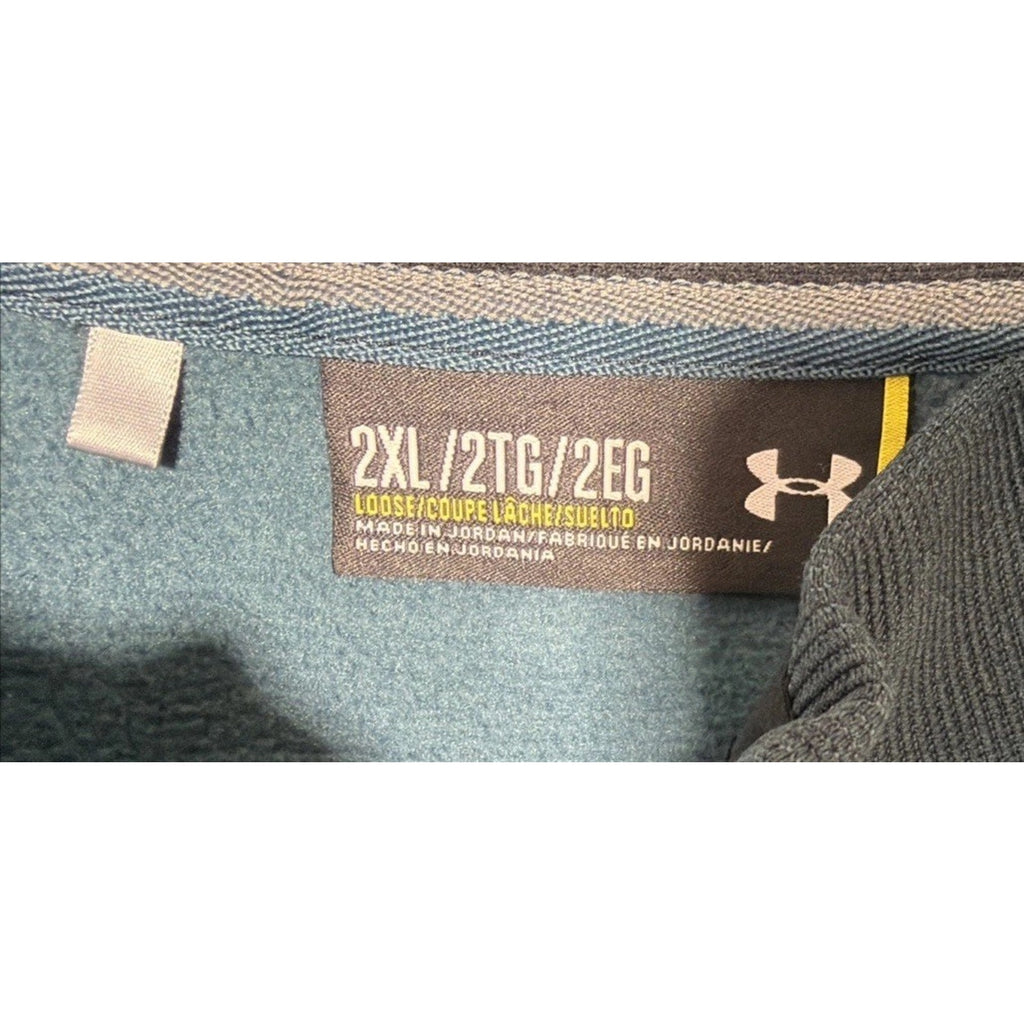 2XL/2TG/2EG
LOOSE/COUPE LÂCHE/SUELTO
MADE IN JORDAN/FABRIQUÉ EN JORDANIE/
HECHO EN JORDANIA